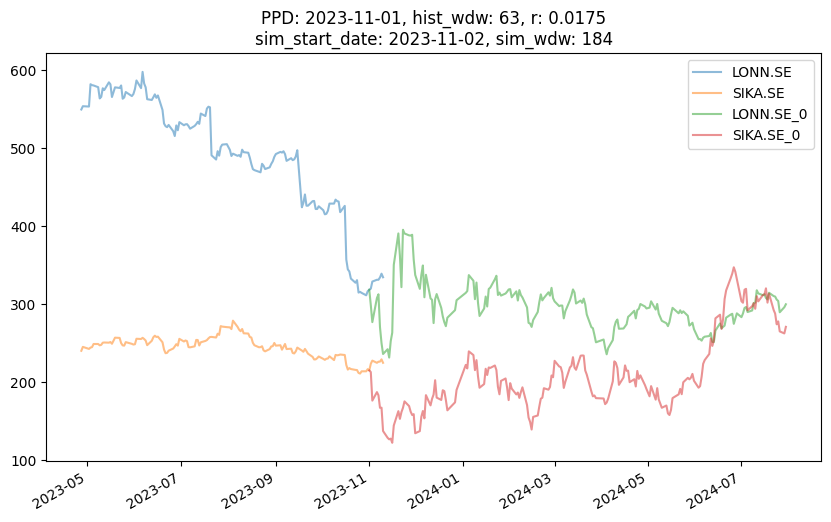 PPD: 2023-11-01, hist_wdw: 63, r: 0.0175
sim_start_date: 2023-11-02, sim_wdw: 184
LONN.SE
SIKA.SE
LONN.SE_0
SIKA.SE_0
600
500
400
300
200
100
2023-05
2023-07
2023-09
2023-11
2024-01
2024-03
2024-05
2024-07